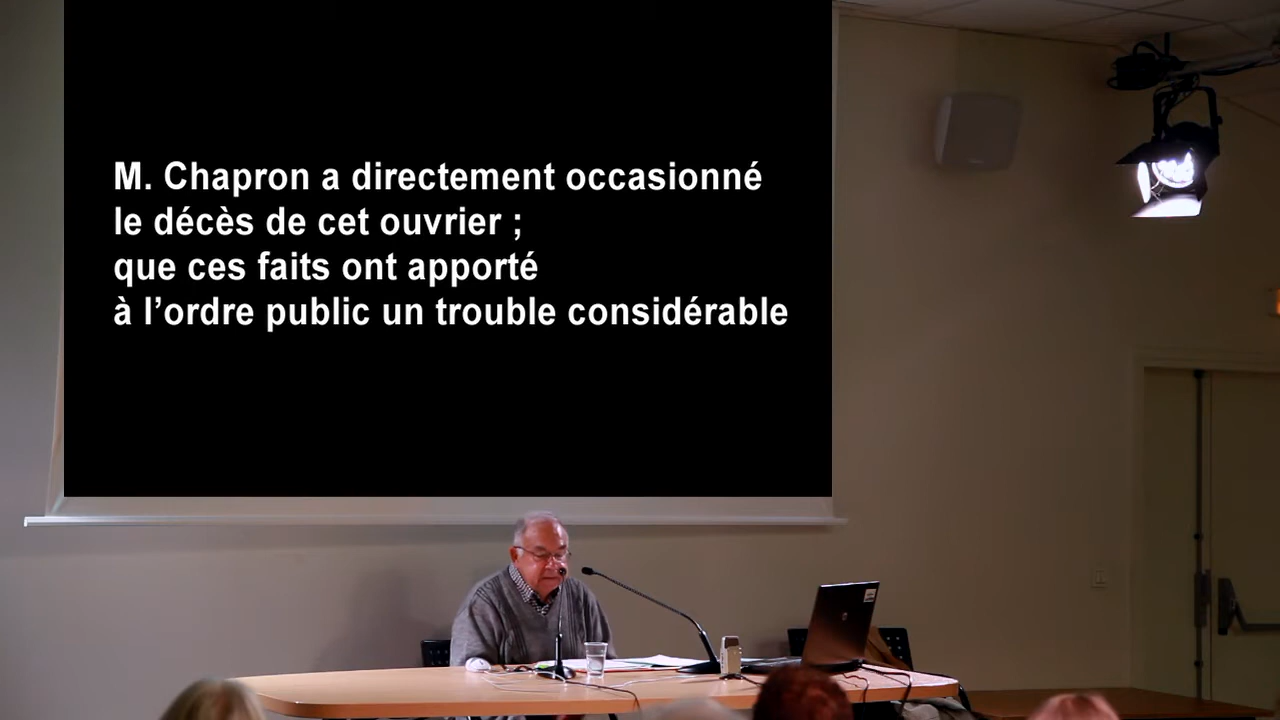 M. Chapron a directement occasionné
le décès de cet ouvrier ;
que ces faits ont apporté
à l’ordre public un trouble considérable